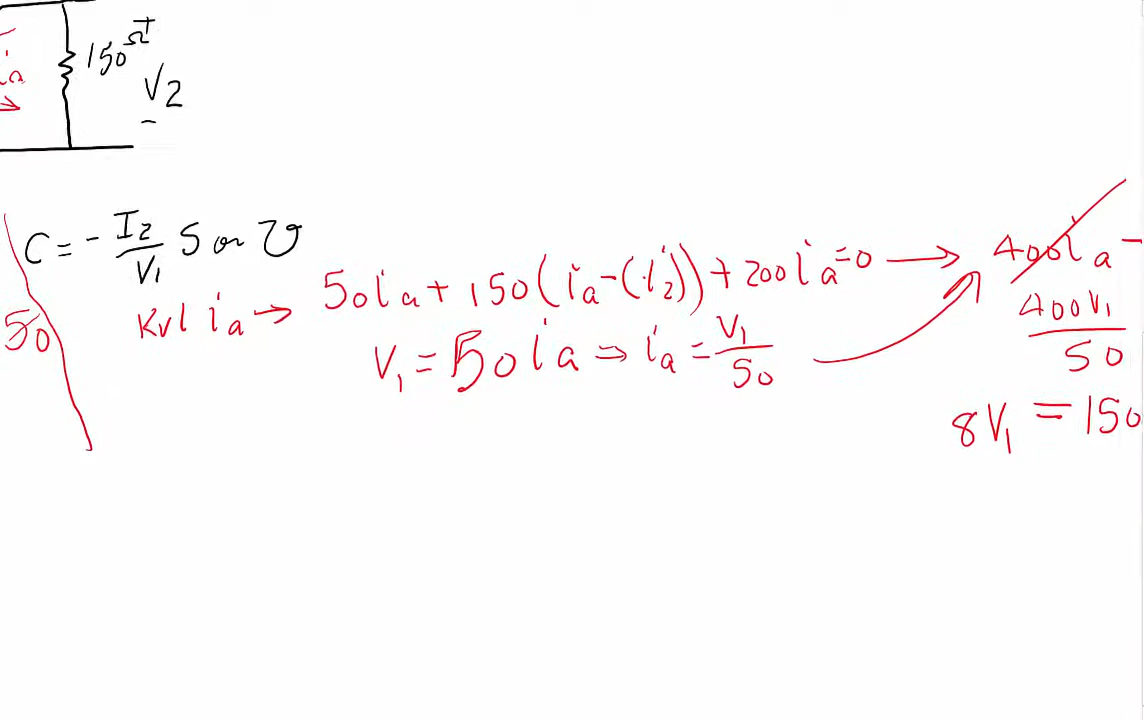 150Ω +
V2
-
C = - I2/V1 S or ℧
50
KVL ia → 50ia + 150(ia-(i2)) + 200ia = 0 → 400ia -
400V1/50
V1 = 50ia ⇒ ia = V1/50
8V1 = 150